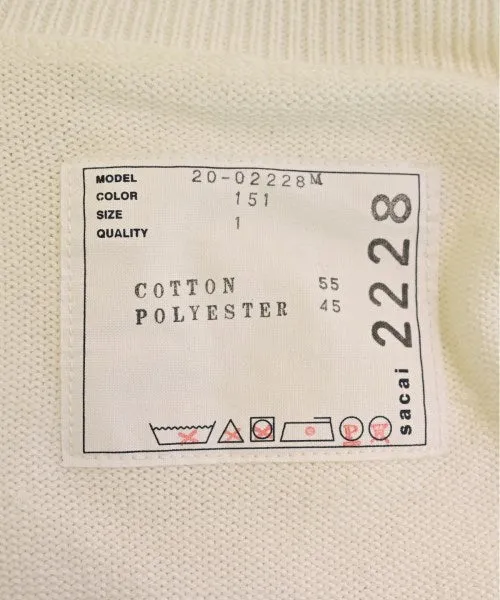 MODEL 20-02228M
COLOR 151
SIZE 1
QUALITY
COTTON 55
POLYESTER 45
sacai 2228
P
W